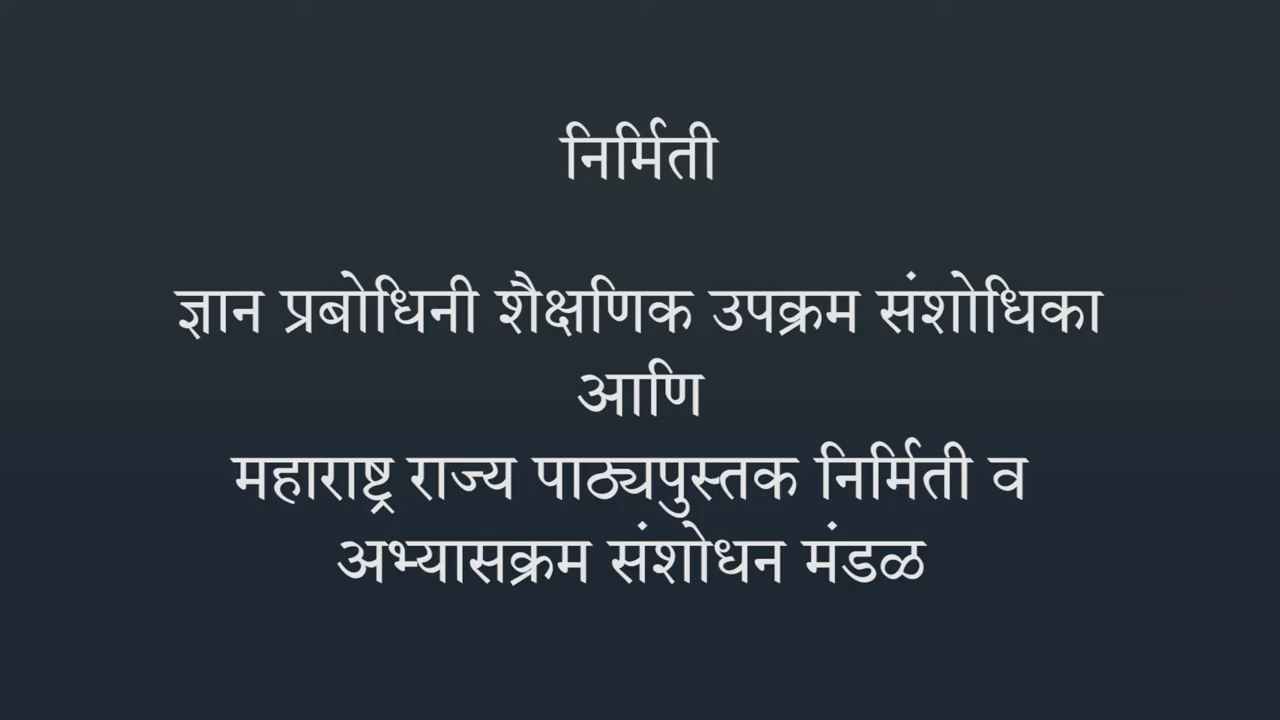 निर्मिती
ज्ञान प्रबोधिनी शैक्षणिक उपक्रम संशोधिका
आणि
महाराष्ट्र राज्य पाठ्यपुस्तक निर्मिती व
अभ्यासक्रम संशोधन मंडळ